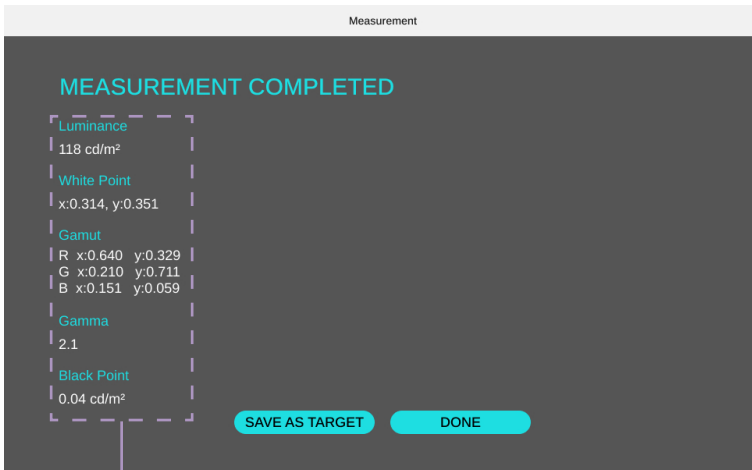 Measurement
MEASUREMENT COMPLETED
Luminance
118 cd/m²
White Point
x:0.314, y:0.351
Gamut
R x:0.640 y:0.329
G x:0.210 y:0.711
B x:0.151 y:0.059
Gamma
2.1
Black Point
0.04 cd/m²
SAVE AS TARGET DONE